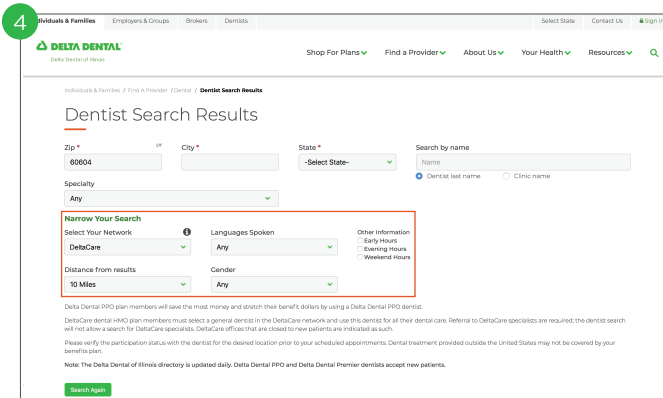 4
Individuals & Families Employers & Groups Brokers Dentists Select State Contact Us Sign in
DELTA DENTAL
Delta Dental of Illinois
Shop For Plans Find a Provider About Us Your Health Resources
Individuals & Families / Find A Provider / Dental / Dentist Search Results
Dentist Search Results
Zip * or City * State * Search by name
60604 -Select State- Name
Dentist last name Clinic name
Specialty
Any
Narrow Your Search
Select Your Network Languages Spoken Other Information
Early Hours
DeltaCare Any Evening Hours
Weekend Hours
Distance from results Gender
10 Miles Any
Delta Dental PPO plan members will save the most money and stretch their benefit dollars by using a Delta Dental PPO dentist.
DeltaCare dental HMO plan members must select a general dentist in the DeltaCare network and use this dentist for all their dental care. Referral to DeltaCare specialists are required; the dentist search
will not allow a search for DeltaCare specialists. DeltaCare offices that are closed to new patients are indicated as such.
Please verify the participation status with the dentist for the desired location prior to your scheduled appointments. Dental treatment provided outside the United States may not be covered by your
benefits plan.
Note: The Delta Dental of Illinois directory is updated daily. Delta Dental PPO and Delta Dental Premier dentists accept new patients.
Search Again